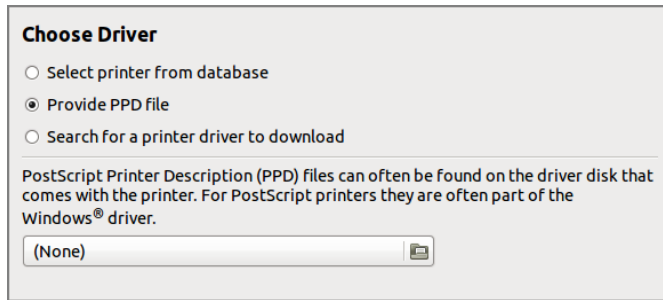 Choose Driver
Select printer from database
Provide PPD file
Search for a printer driver to download
PostScript Printer Description (PPD) files can often be found on the driver disk that
comes with the printer. For PostScript printers they are often part of the
Windows® driver.
(None)